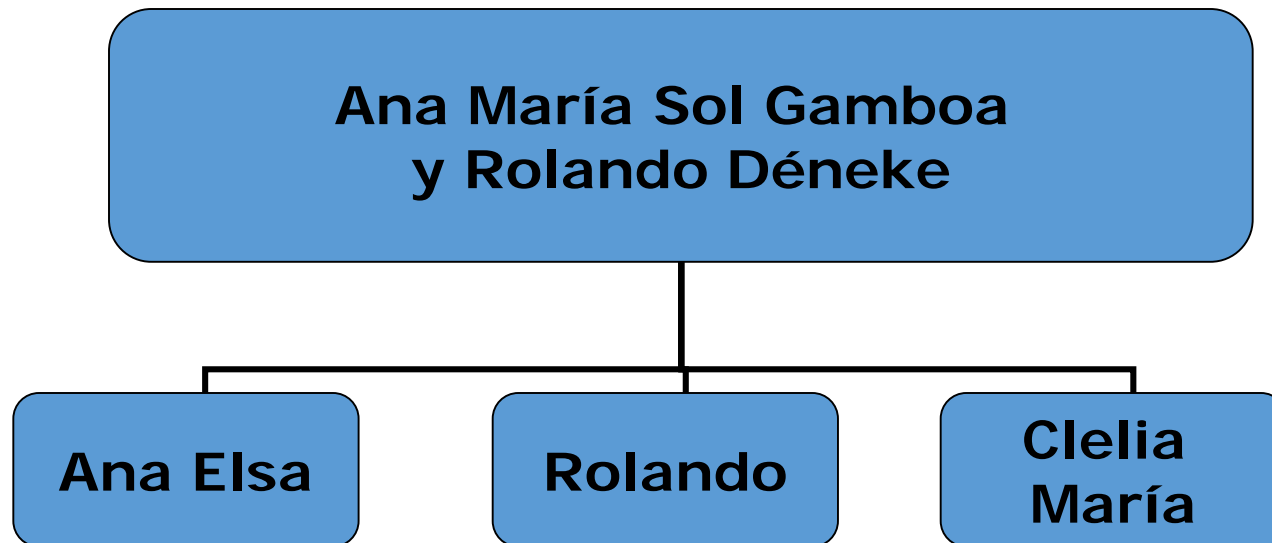 Ana María Sol Gamboa
y Rolando Déneke
Ana Elsa
Rolando
Clelia
María